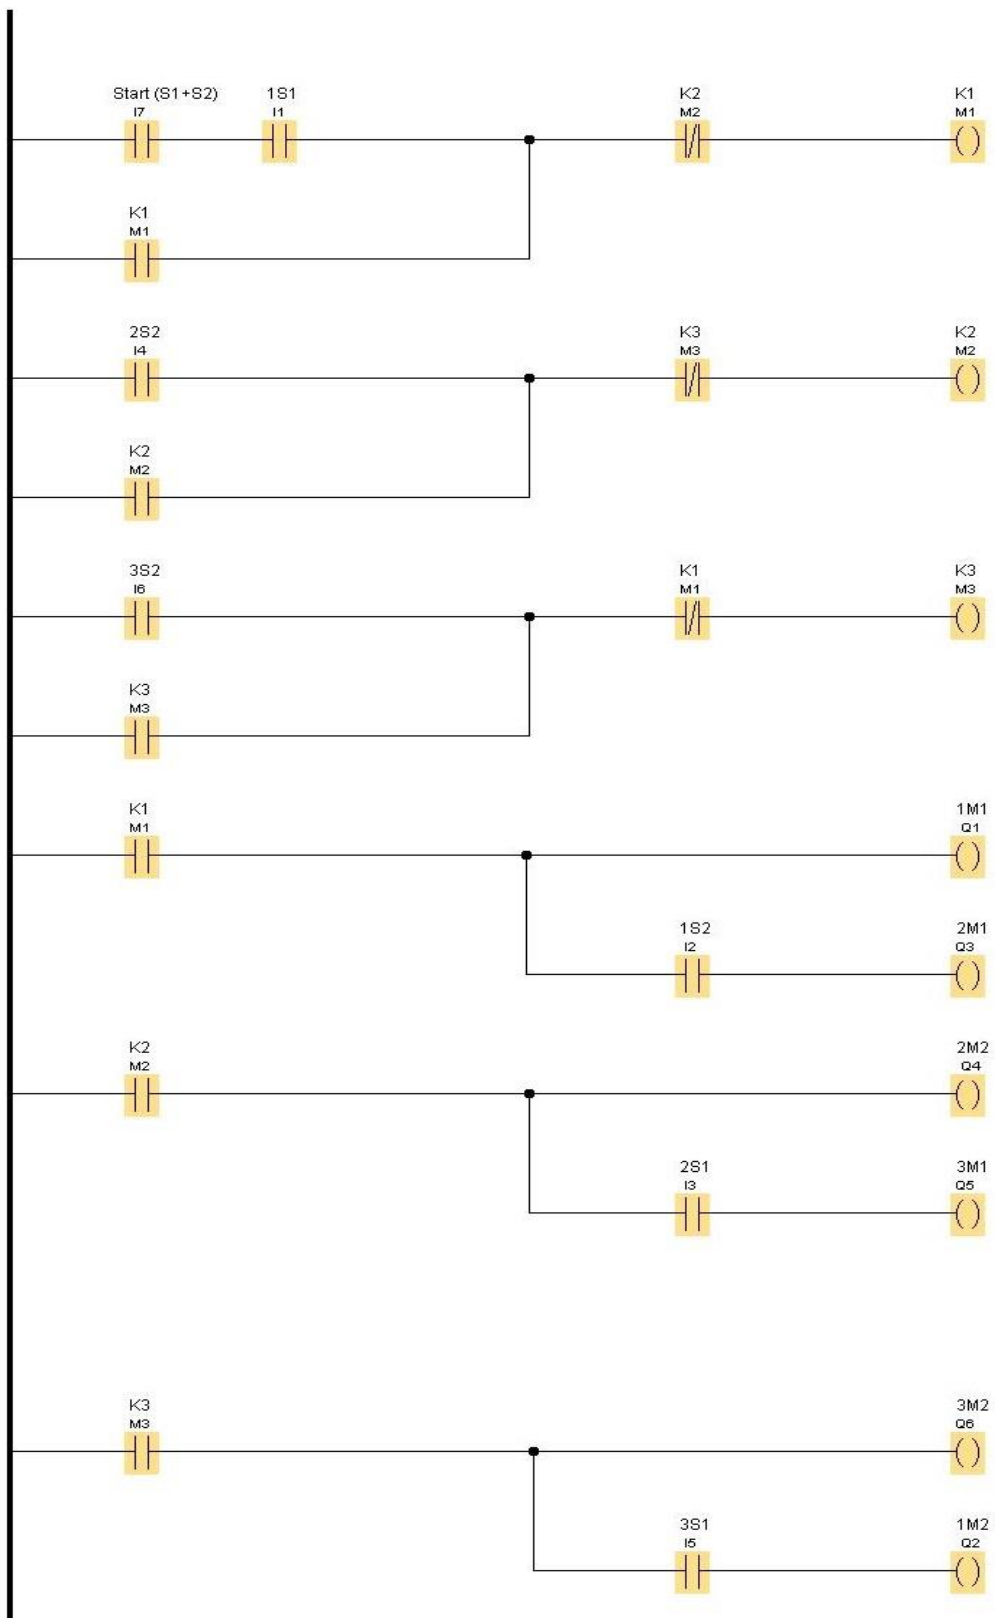 Start (S1+S2) 1S1 K2 K1
I7 I1 M2 M1
K1
M1
2S2 K3 K2
I4 M3 M2
K2
M2
3S2 K1 K3
I6 M1 M3
K3
M3
K1 1M1
M1 Q1
1S2 2M1
I2 Q3
K2 2M2
M2 Q4
2S1 3M1
I3 Q5
K3 3M2
M3 Q6
3S1 1M2
I5 Q2